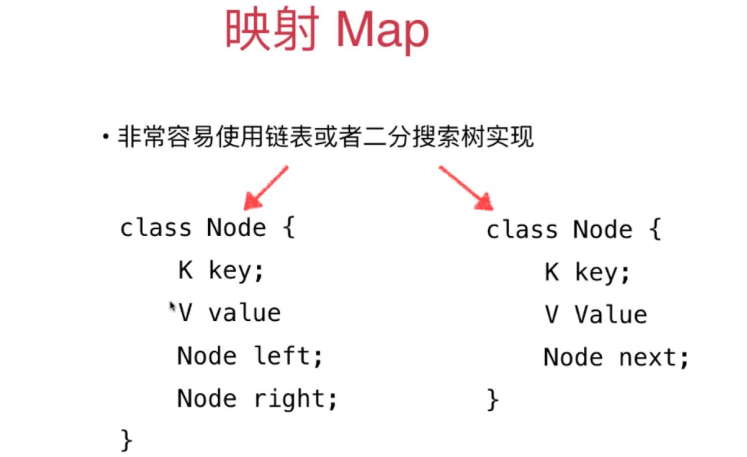 映射 Map
• 非常容易使用链表或者二分搜索树实现
class Node {
K key;
V value
Node left;
Node right;
}
class Node {
K key;
V Value
Node next;
}